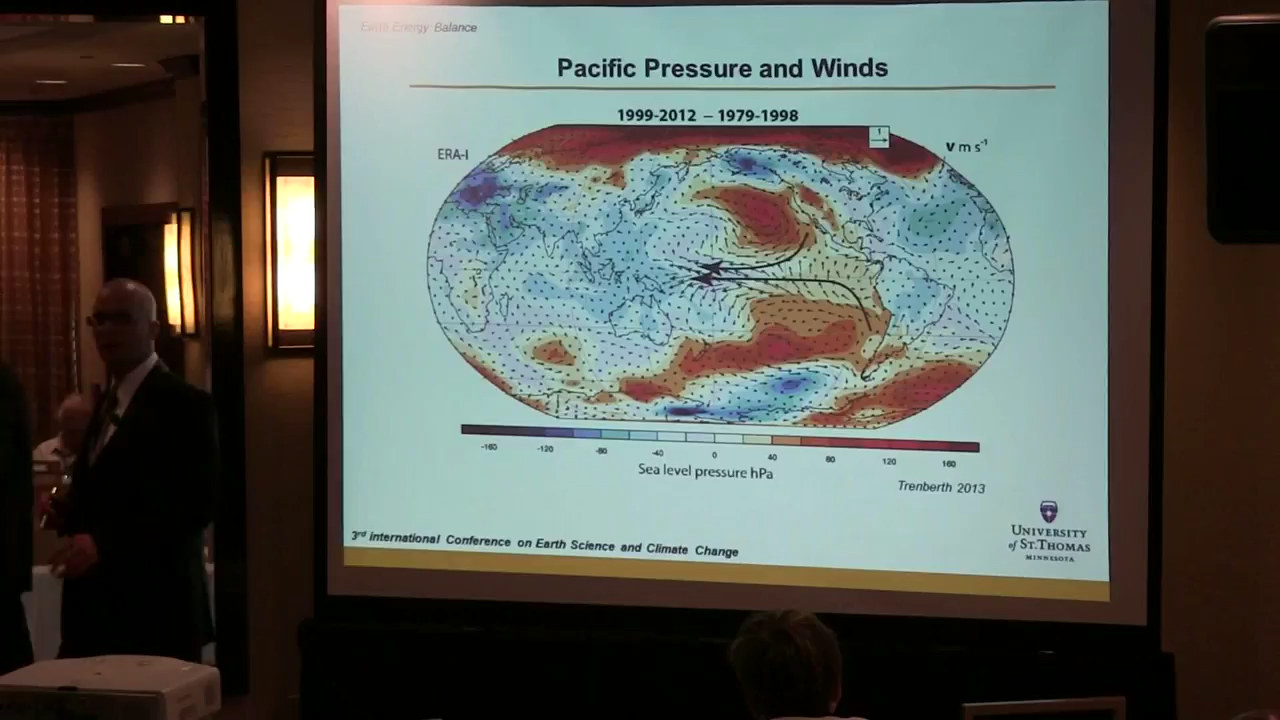 Earth Energy Balance
Pacific Pressure and Winds
1999-2012 – 1979-1998
ERA-I
1
V m s⁻¹
-160 -120 -80 -40 0 40 80 120 160
Sea level pressure hPa
Trenberth 2013
3rd international Conference on Earth Science and Climate Change
UNIVERSITY
of ST. THOMAS
MINNESOTA